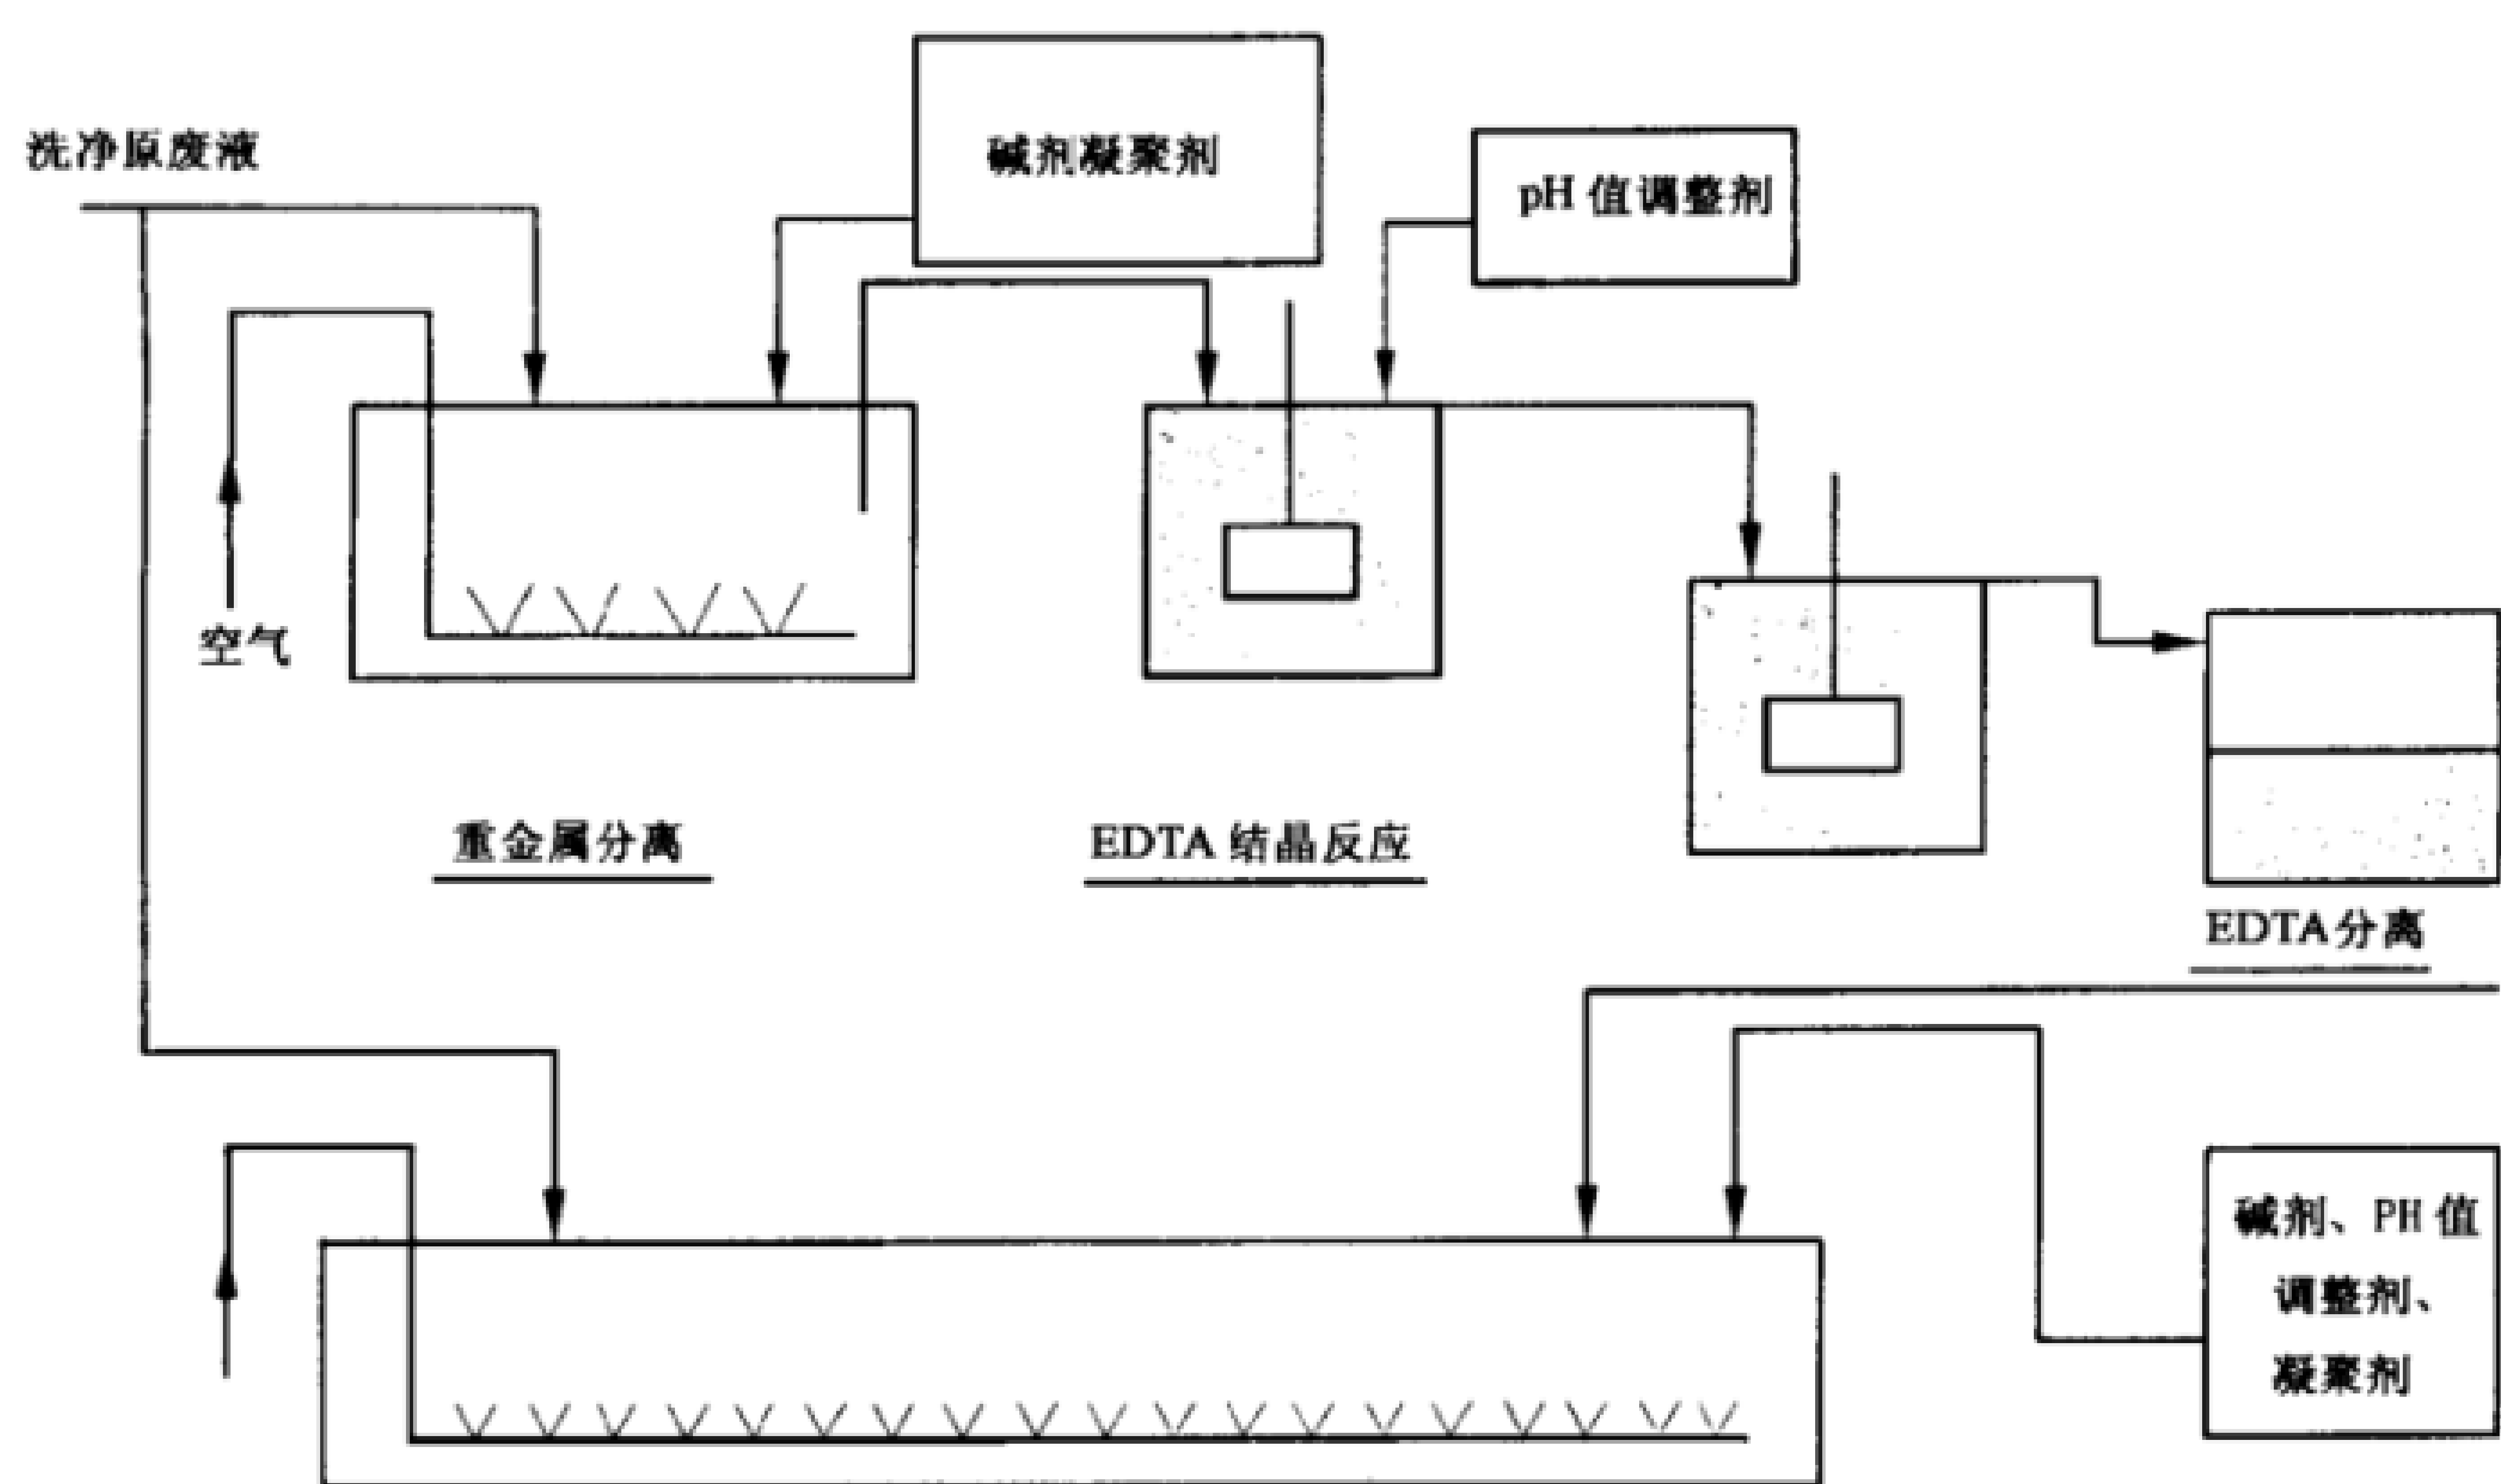 洗净原废液
碱剂凝聚剂
pH 值调整剂
空气
重金属分离
EDTA 结晶反应
EDTA分离
碱剂、PH 值
调整剂、
凝聚剂